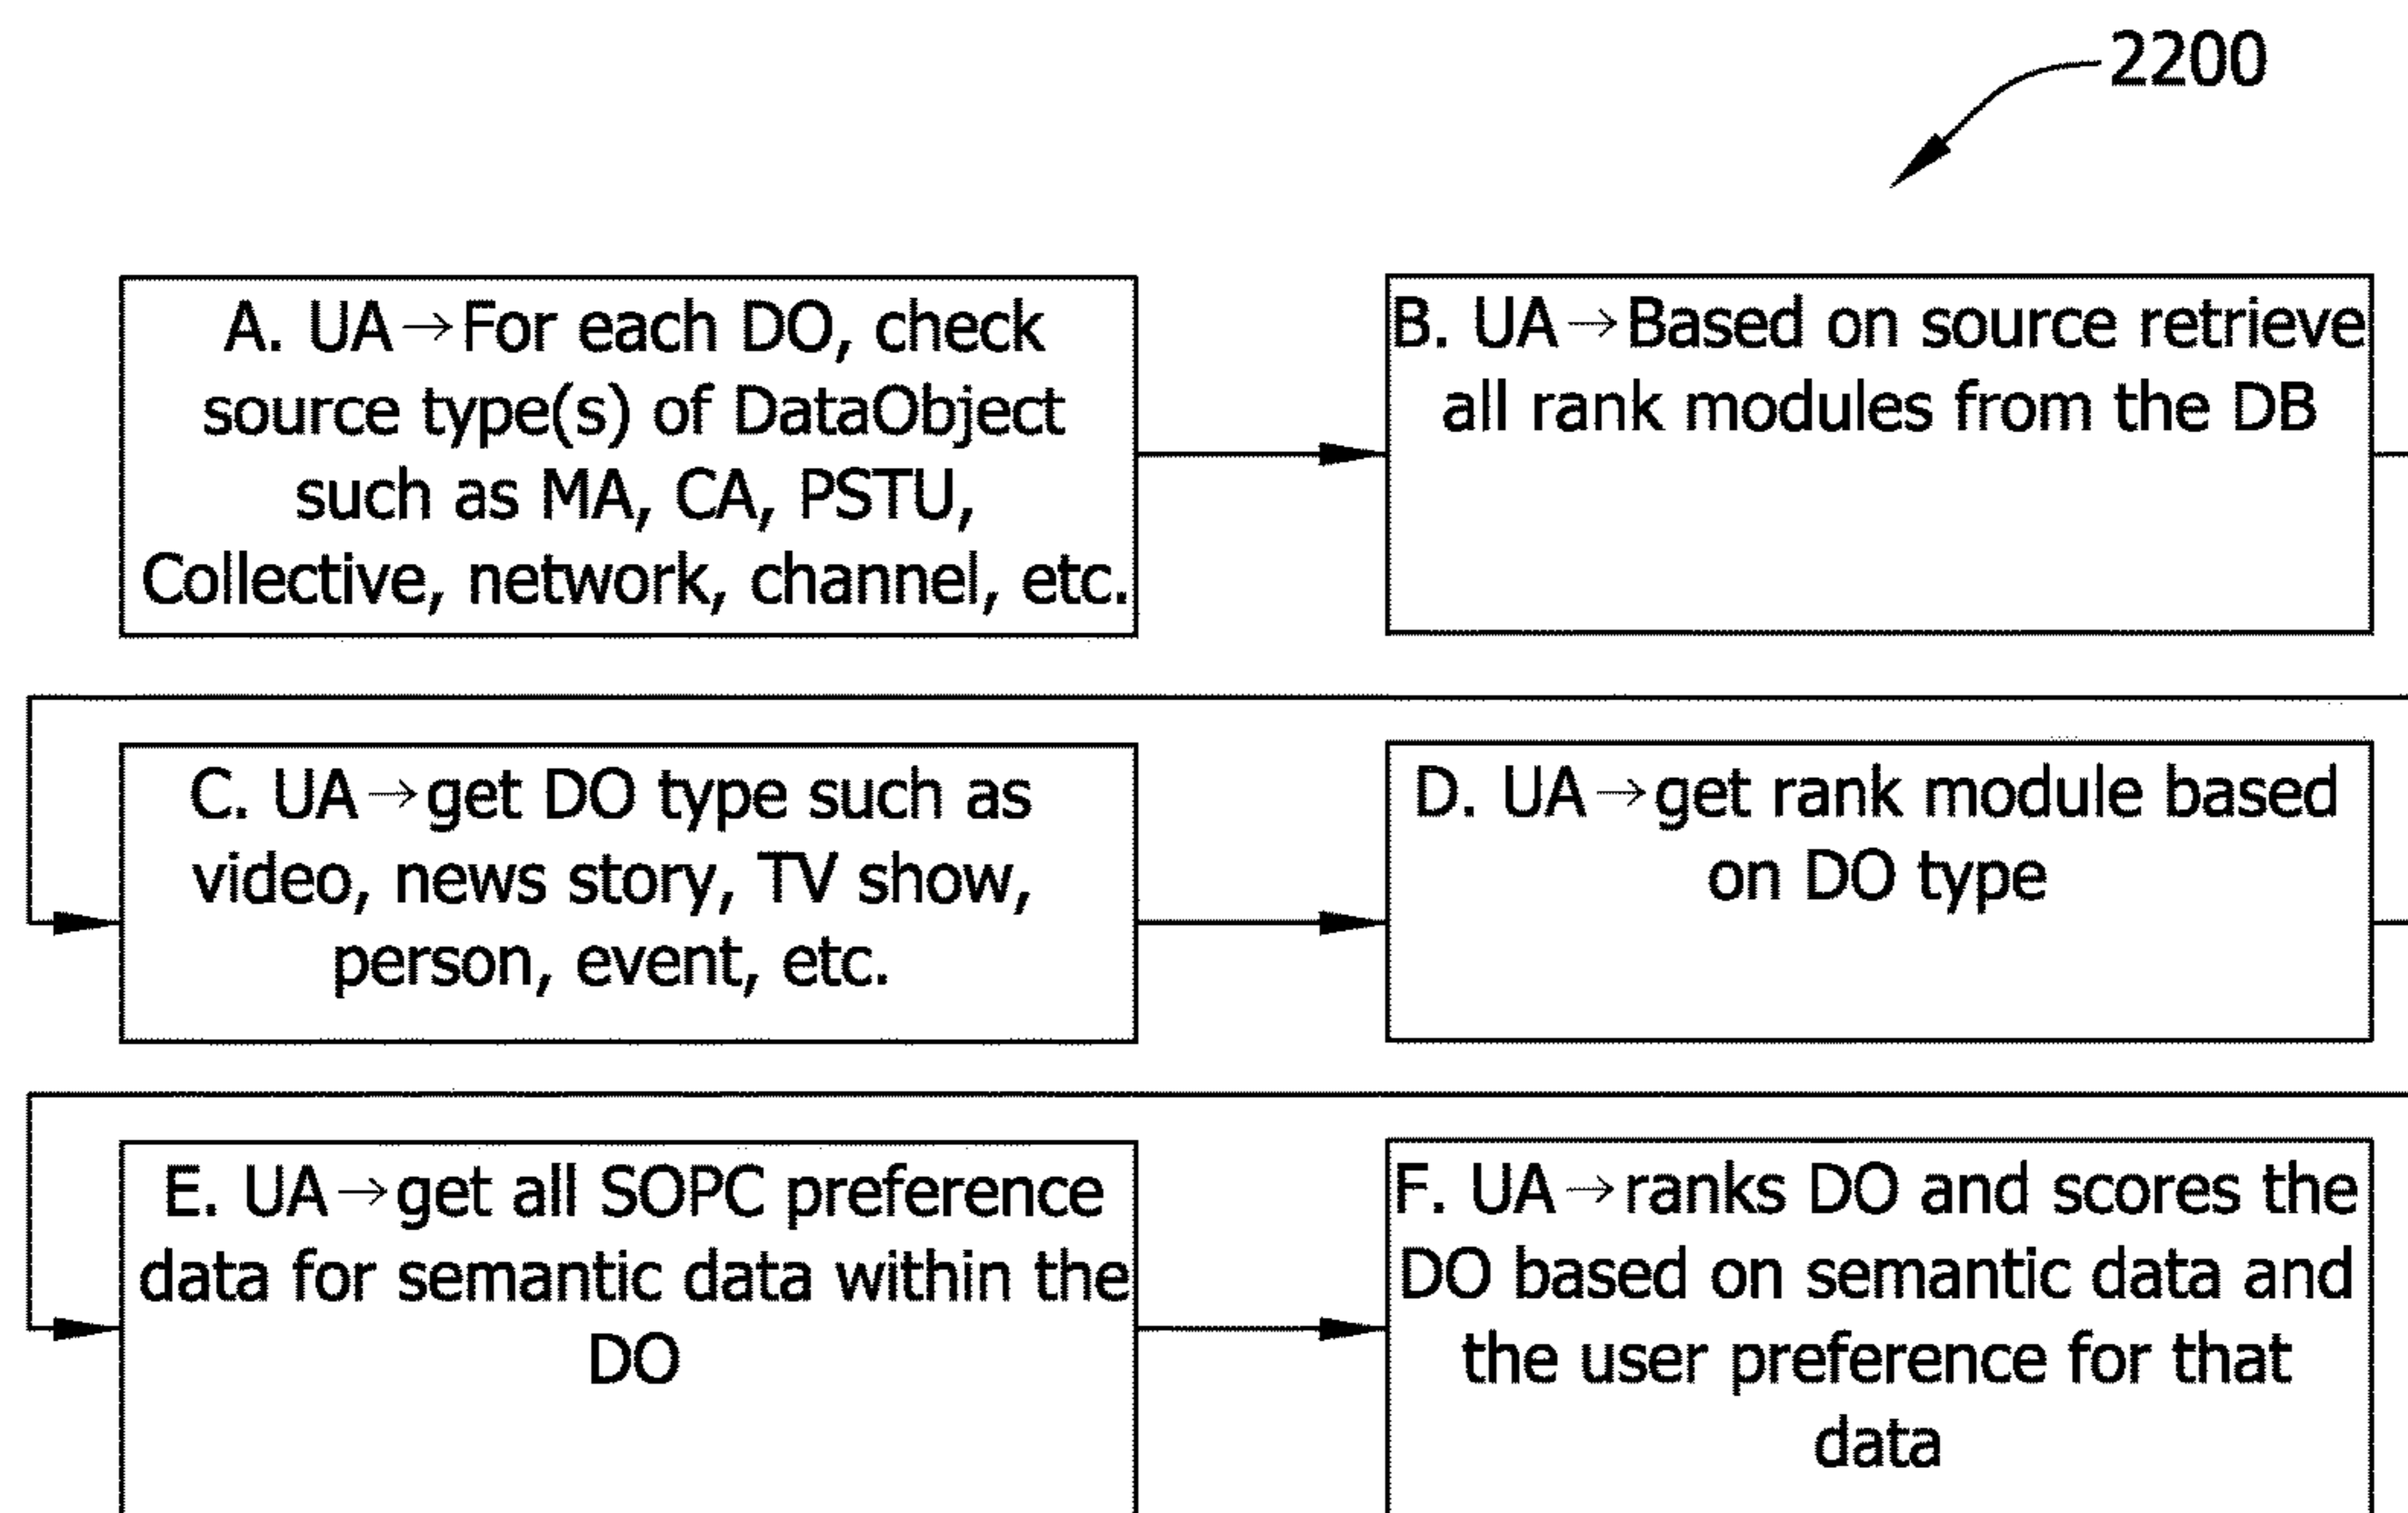 2200
A. UA→For each DO, check
source type(s) of DataObject
such as MA, CA, PSTU,
Collective, network, channel, etc.
B. UA→Based on source retrieve
all rank modules from the DB
C. UA→get DO type such as
video, news story, TV show,
person, event, etc.
D. UA→get rank module based
on DO type
E. UA→get all SOPC preference
data for semantic data within the
DO
F. UA→ranks DO and scores the
DO based on semantic data and
the user preference for that
data